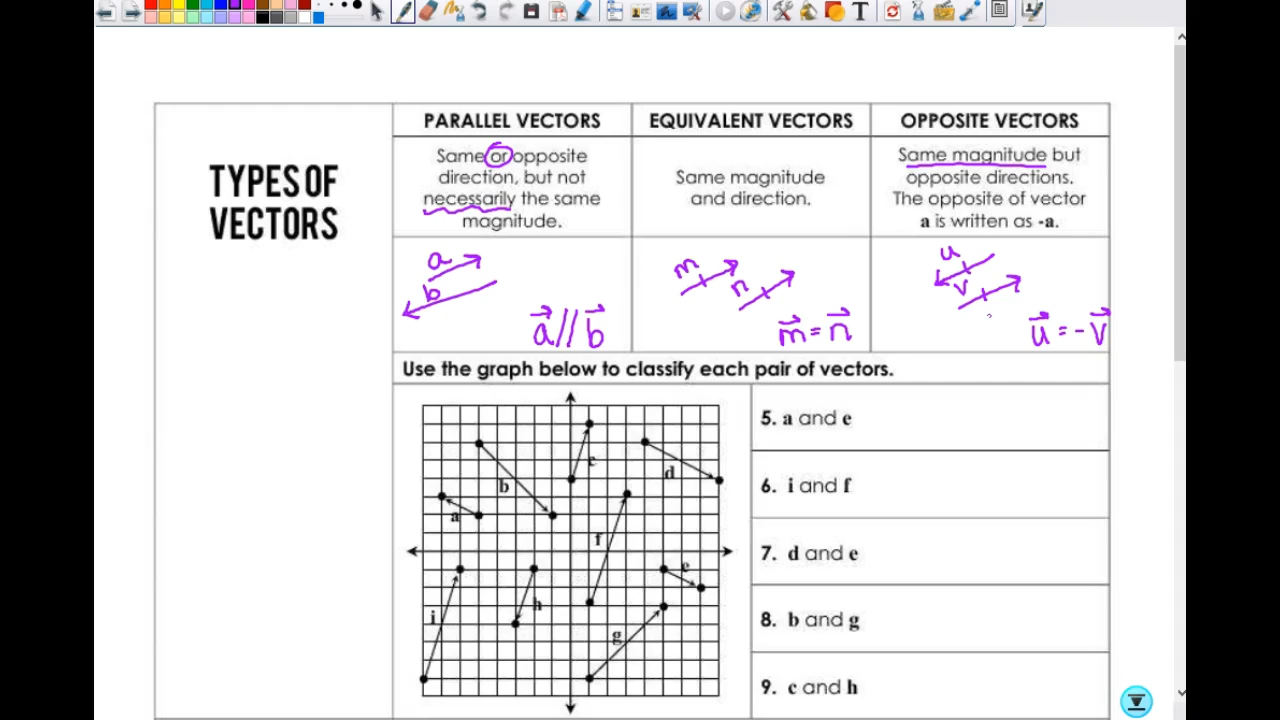 TYPES OF
VECTORS
PARALLEL VECTORS
EQUIVALENT VECTORS
OPPOSITE VECTORS
Same or opposite
direction, but not
necessarily the same
magnitude.
Same magnitude
and direction.
Same magnitude but
opposite directions.
The opposite of vector
a is written as -a.
a
b
a⃗ // b⃗
m
n
m⃗ = n⃗
u
v
u⃗ = -v⃗
Use the graph below to classify each pair of vectors.
b
c
d
a
f
i
h
e
g
5. a and e
6. i and f
7. d and e
8. b and g
9. c and h
T